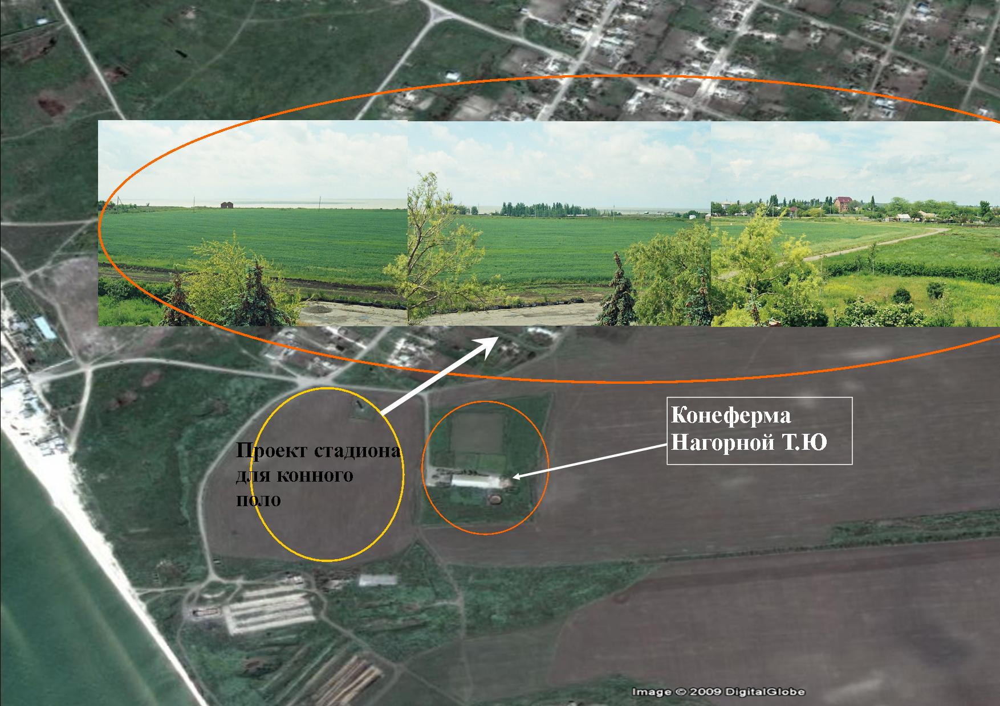 Конеферма
Нагорной Т.Ю
Проект стадиона
для конного
поло
Image © 2009 DigitalGlobe